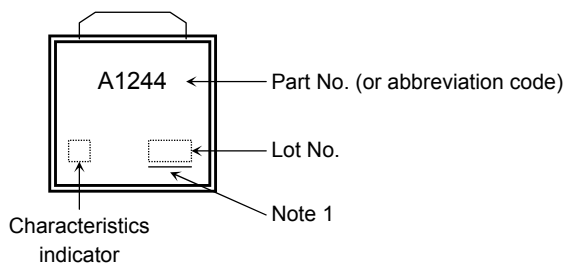 A1244
Part No. (or abbreviation code)
Lot No.
Note 1
Characteristics
indicator